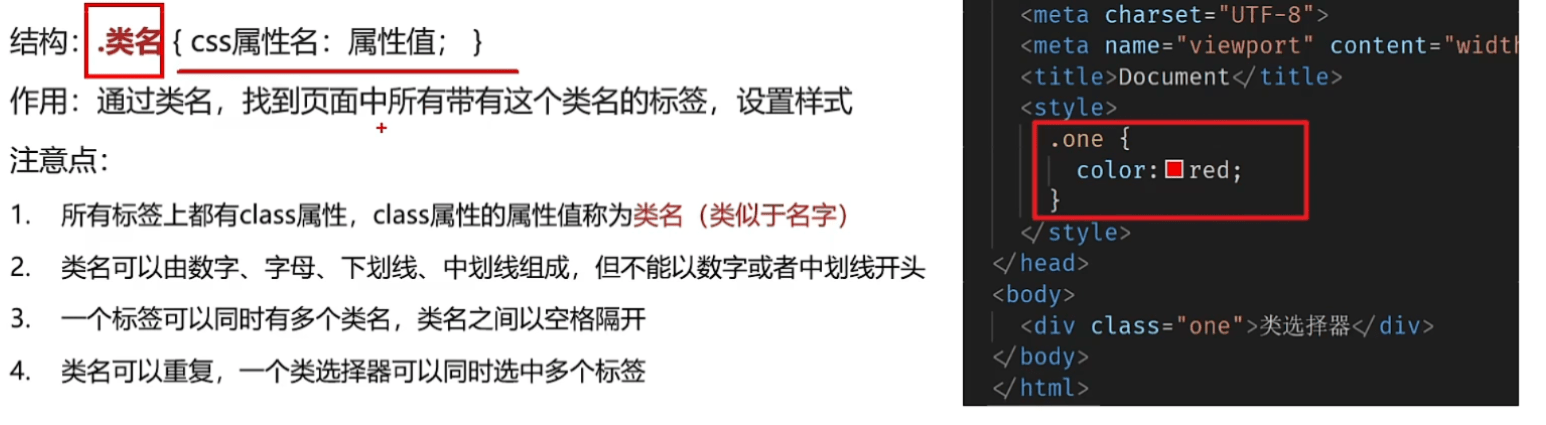 结构：.类名 { css属性名：属性值； }
作用：通过类名，找到页面中所有带有这个类名的标签，设置样式
注意点：
1. 所有标签上都有class属性，class属性的属性值称为类名（类似于名字）
2. 类名可以由数字、字母、下划线、中划线组成，但不能以数字或者中划线开头
3. 一个标签可以同时有多个类名，类名之间以空格隔开
4. 类名可以重复，一个类选择器可以同时选中多个标签
<meta charset="UTF-8">
<meta name="viewport" content="width
<title>Document</title>
<style>
.one {
color: red;
}
</style>
</head>
<body>
<div class="one">类选择器</div>
</body>
</html>